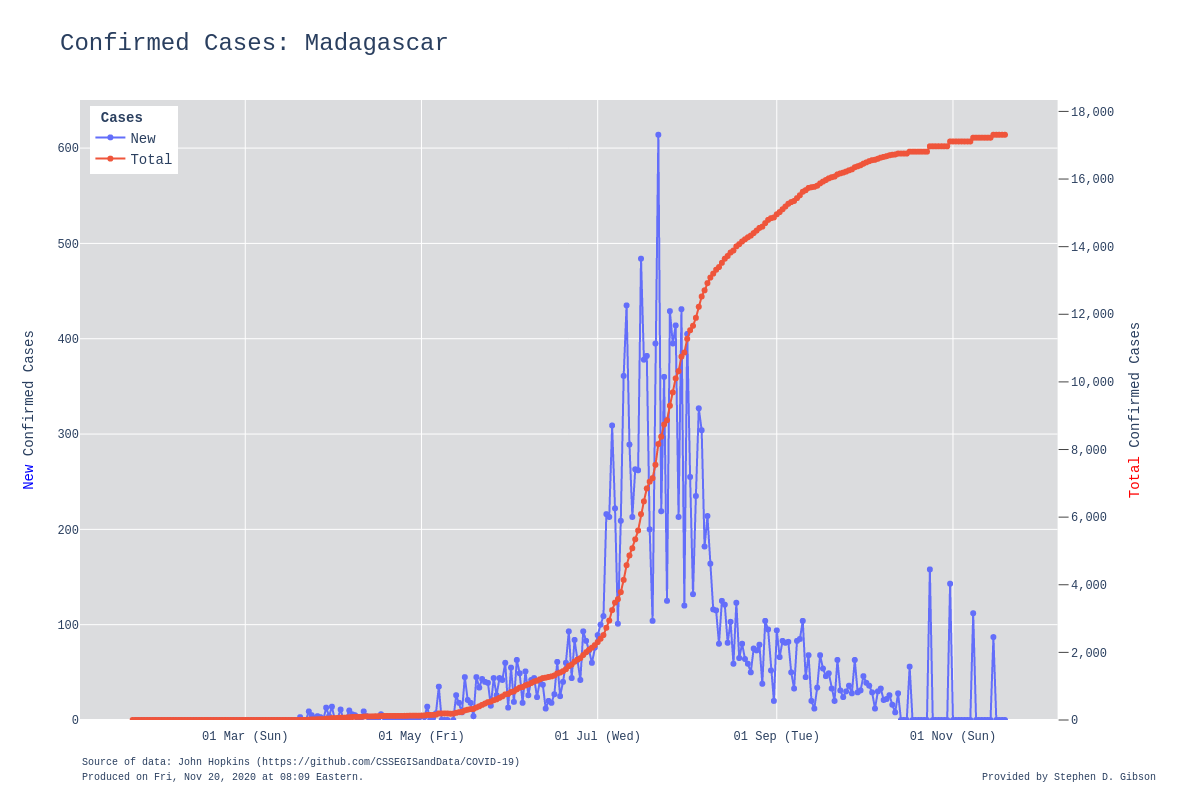 Confirmed Cases: Madagascar
Cases
New
Total
600
500
400
300
200
100
0
New Confirmed Cases
18,000
16,000
14,000
12,000
10,000
8,000
6,000
4,000
2,000
0
Total Confirmed Cases
01 Mar (Sun)
01 May (Fri)
01 Jul (Wed)
01 Sep (Tue)
01 Nov (Sun)
Source of data: John Hopkins (https://github.com/CSSEGISandData/COVID-19)
Produced on Fri, Nov 20, 2020 at 08:09 Eastern.
Provided by Stephen D. Gibson